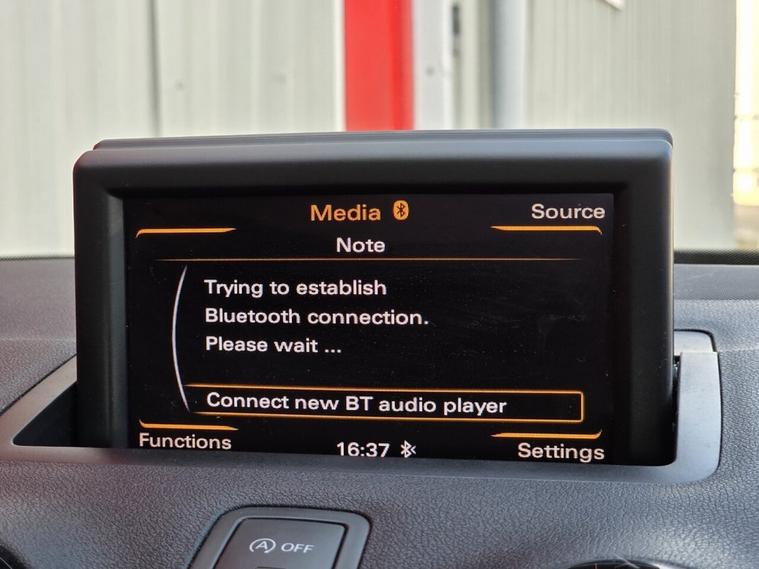 Media
Source
Note
Trying to establish
Bluetooth connection.
Please wait ...
Connect new BT audio player
Functions
16:37
Settings
A OFF